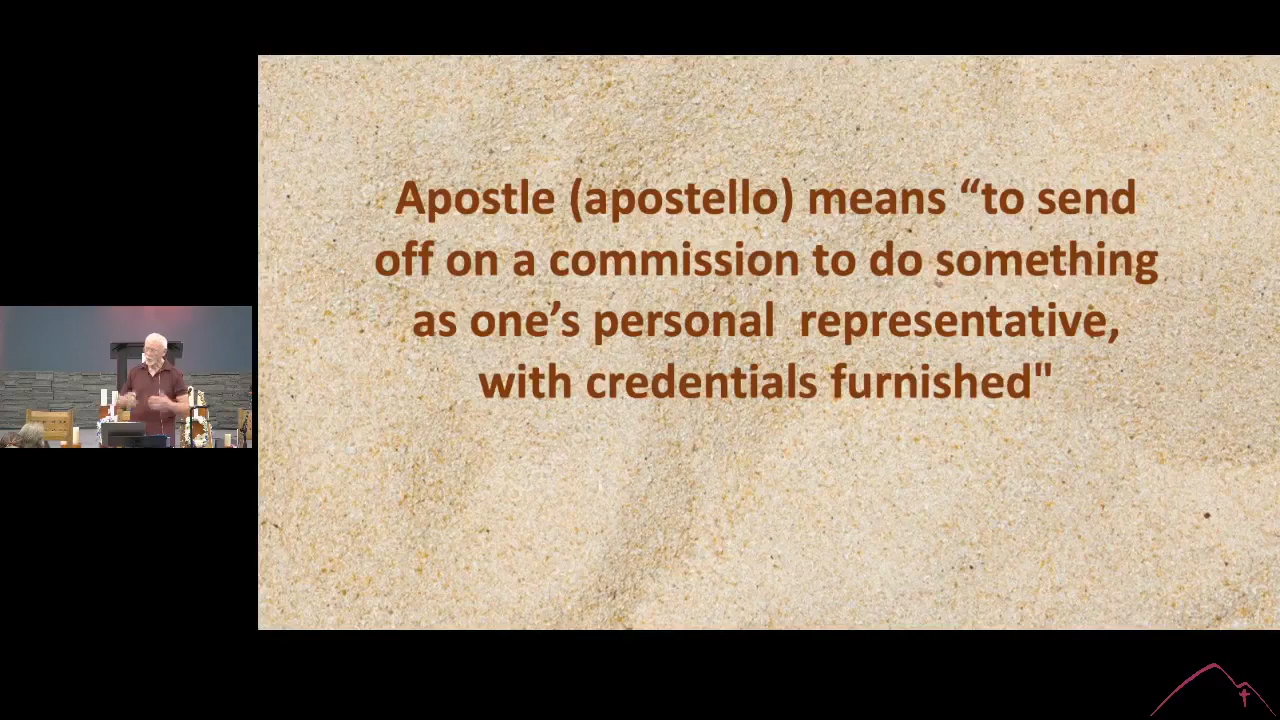 Apostle (apostello) means “to send
off on a commission to do something
as one’s personal  representative,
with credentials furnished"